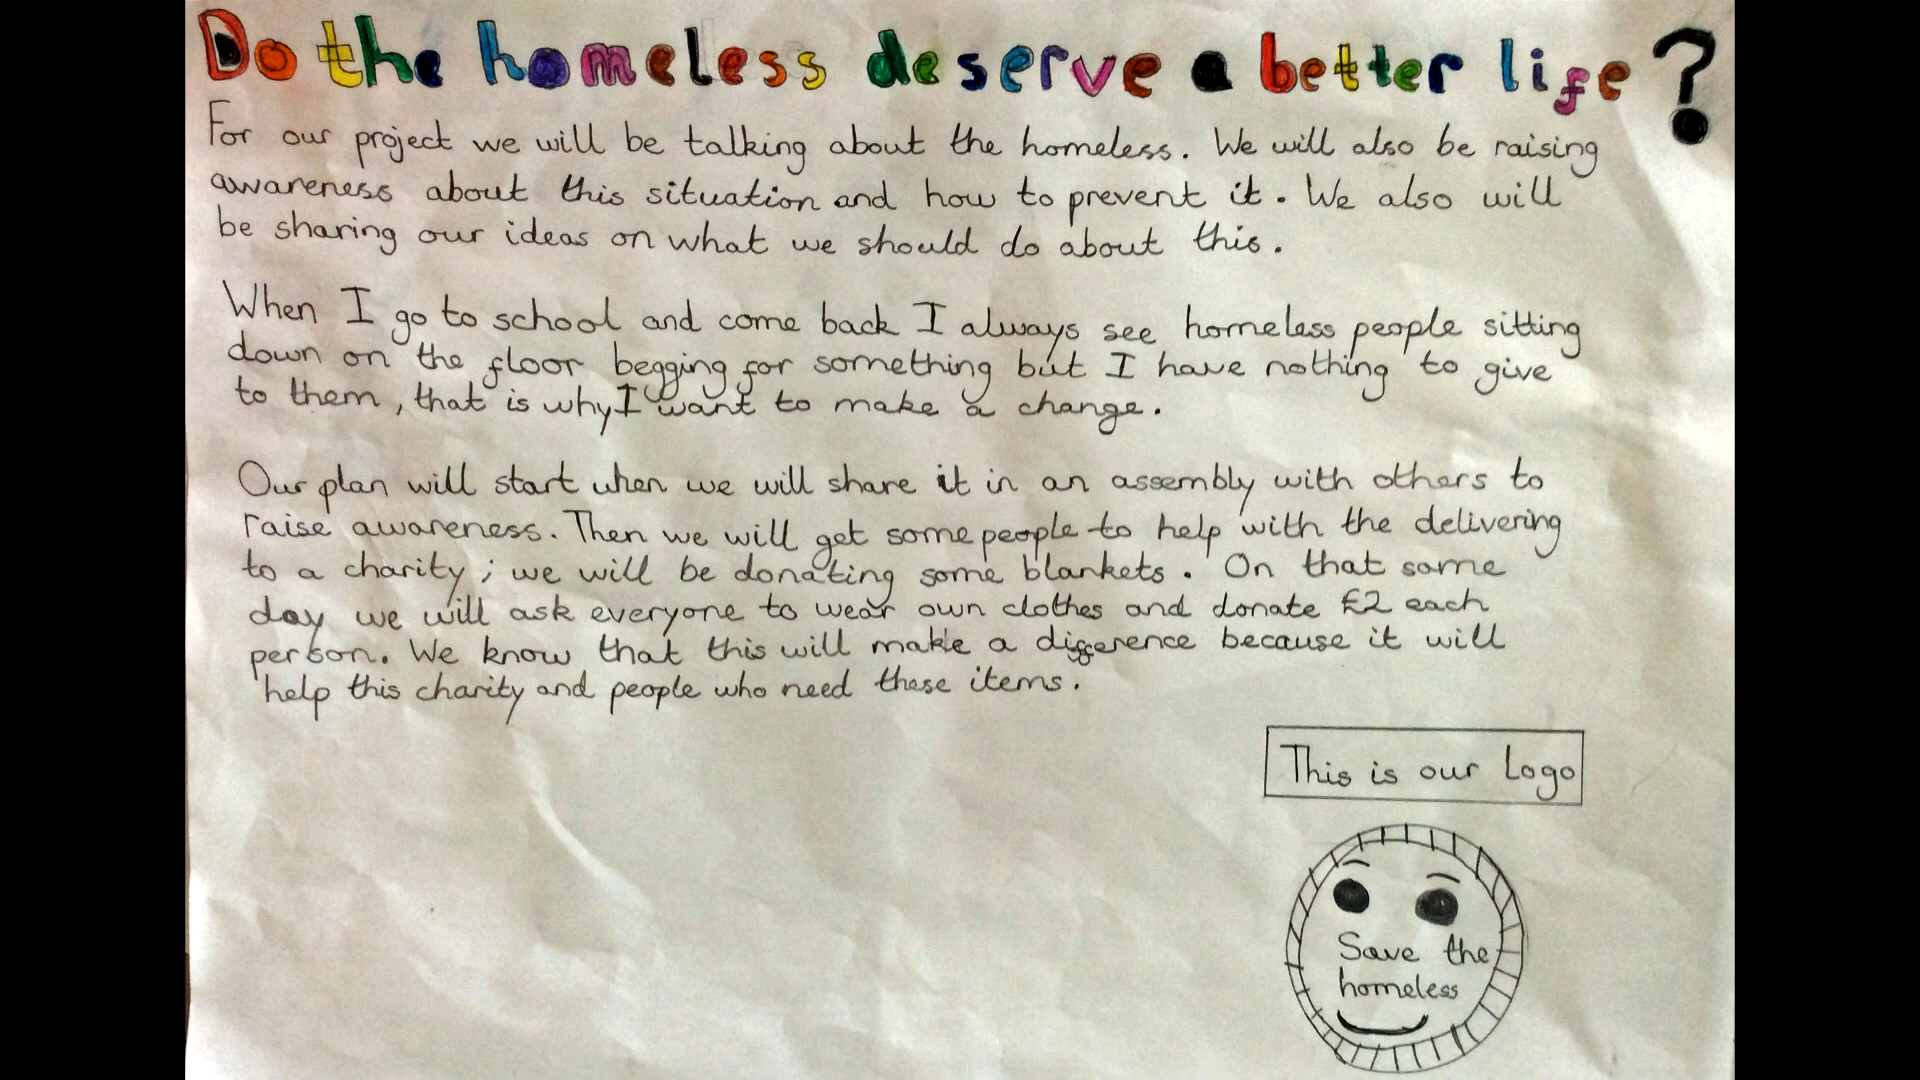 Do the homeless deserve a better life?
For our project we will be talking about the homeless. We will also be raising
awareness about this situation and how to prevent it. We also will
be sharing our ideas on what we should do about this.
When I go to school and come back I always see homeless people sitting
down on the floor begging for something but I have nothing to give
to them, that is why I want to make a change.
Our plan will start when we will share it in an assembly with others to
raise awareness. Then we will get some people to help with the delivering
to a charity; we will be donating some blankets. On that same
day we will ask everyone to wear own clothes and donate £2 each
person. We know that this will make a difference because it will
help this charity and people who need these items.
This is our Logo
Save the
homeless